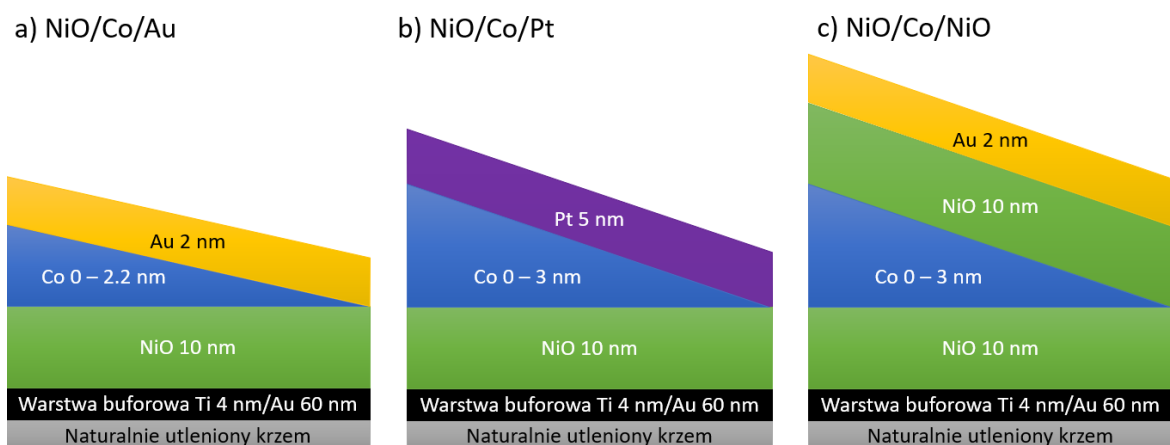 a) NiO/Co/Au
Au 2 nm
Co 0 – 2.2 nm
NiO 10 nm
Warstwa buforowa Ti 4 nm/Au 60 nm
Naturalnie utleniony krzem
b) NiO/Co/Pt
Pt 5 nm
Co 0 – 3 nm
NiO 10 nm
Warstwa buforowa Ti 4 nm/Au 60 nm
Naturalnie utleniony krzem
c) NiO/Co/NiO
Au 2 nm
NiO 10 nm
Co 0 – 3 nm
NiO 10 nm
Warstwa buforowa Ti 4 nm/Au 60 nm
Naturalnie utleniony krzem